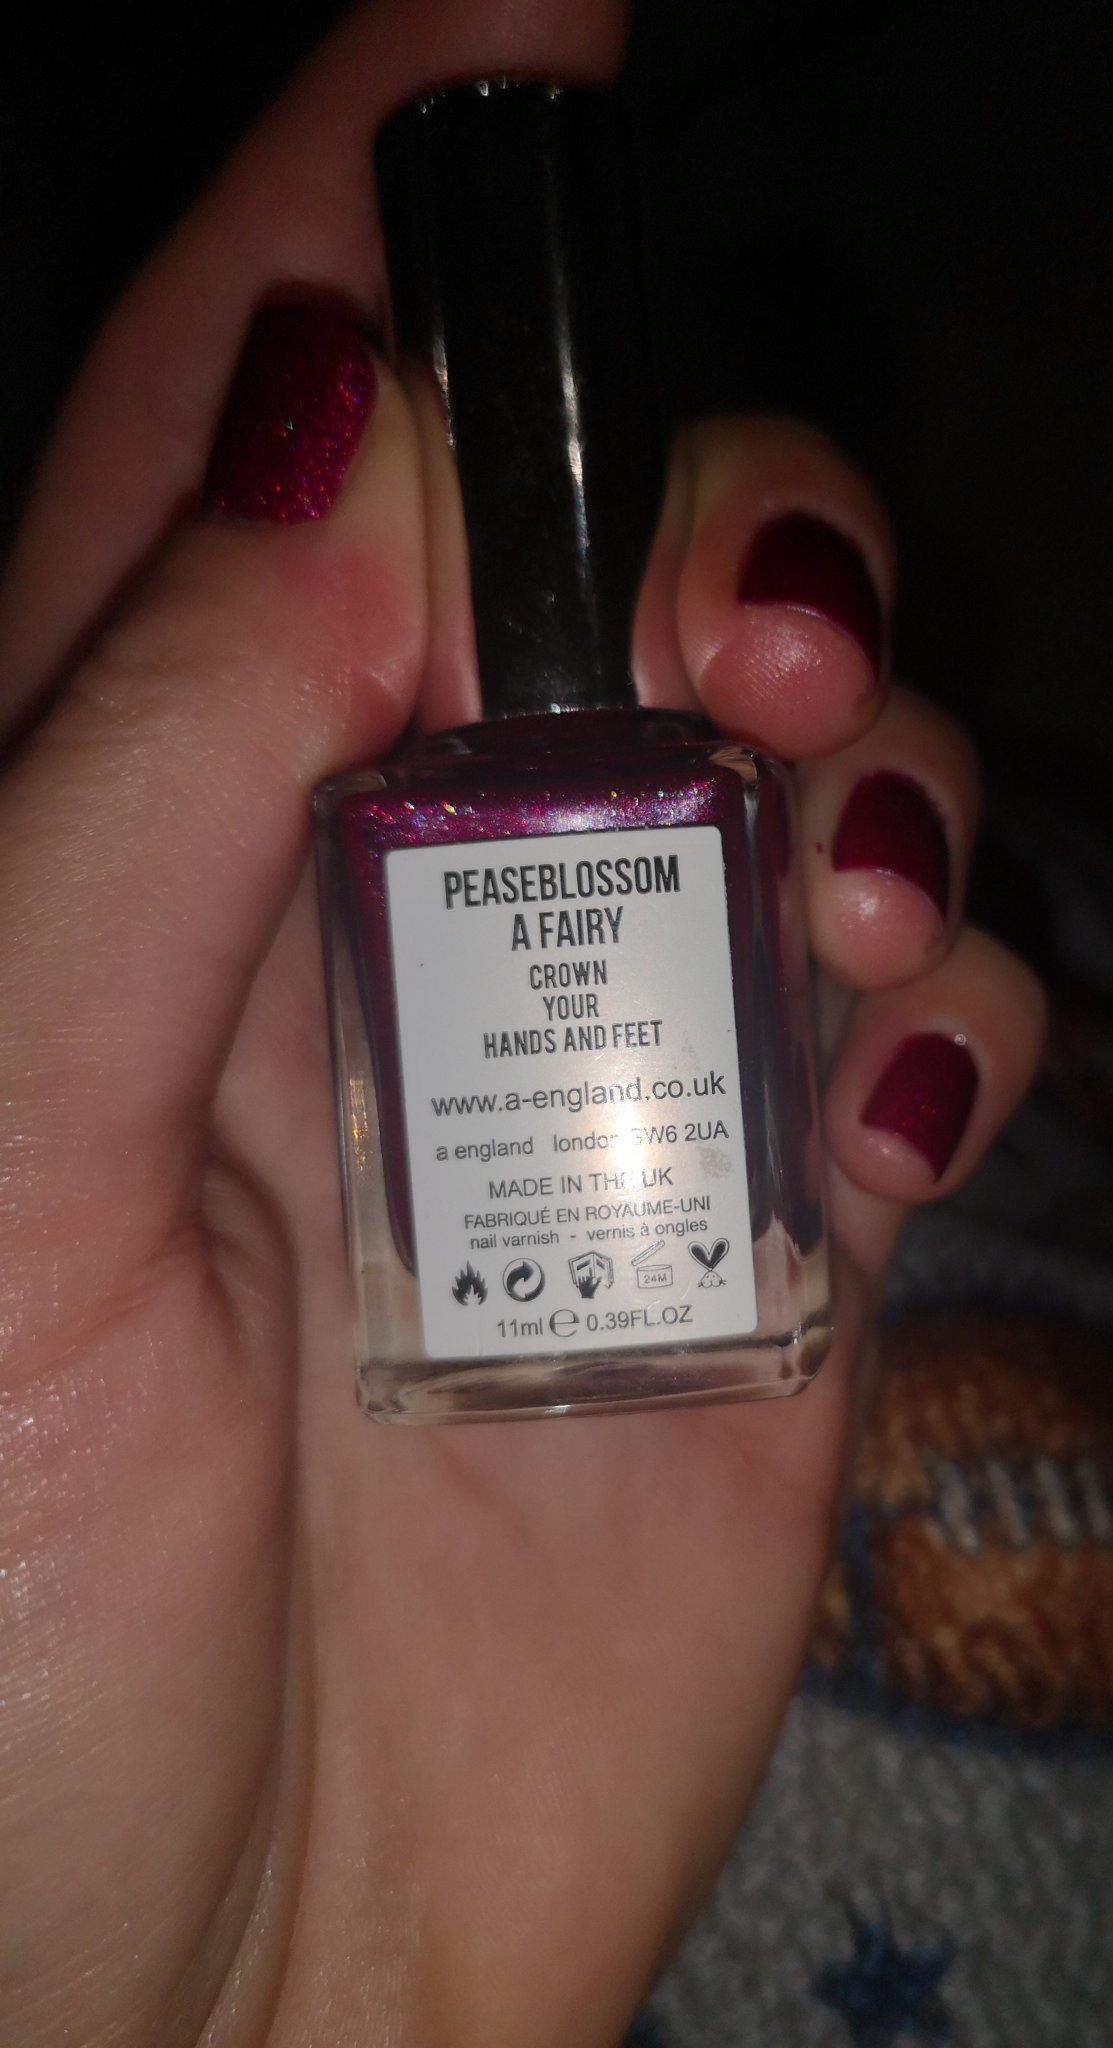 PEASEBLOSSOM
A FAIRY
CROWN
YOUR
HANDS AND FEET
www.a-england.co.uk
a england london SW6 2UA
MADE IN THE UK
FABRIQUÉ EN ROYAUME-UNI
nail varnish - vernis à ongles
24M
11ml e 0.39FL.OZ